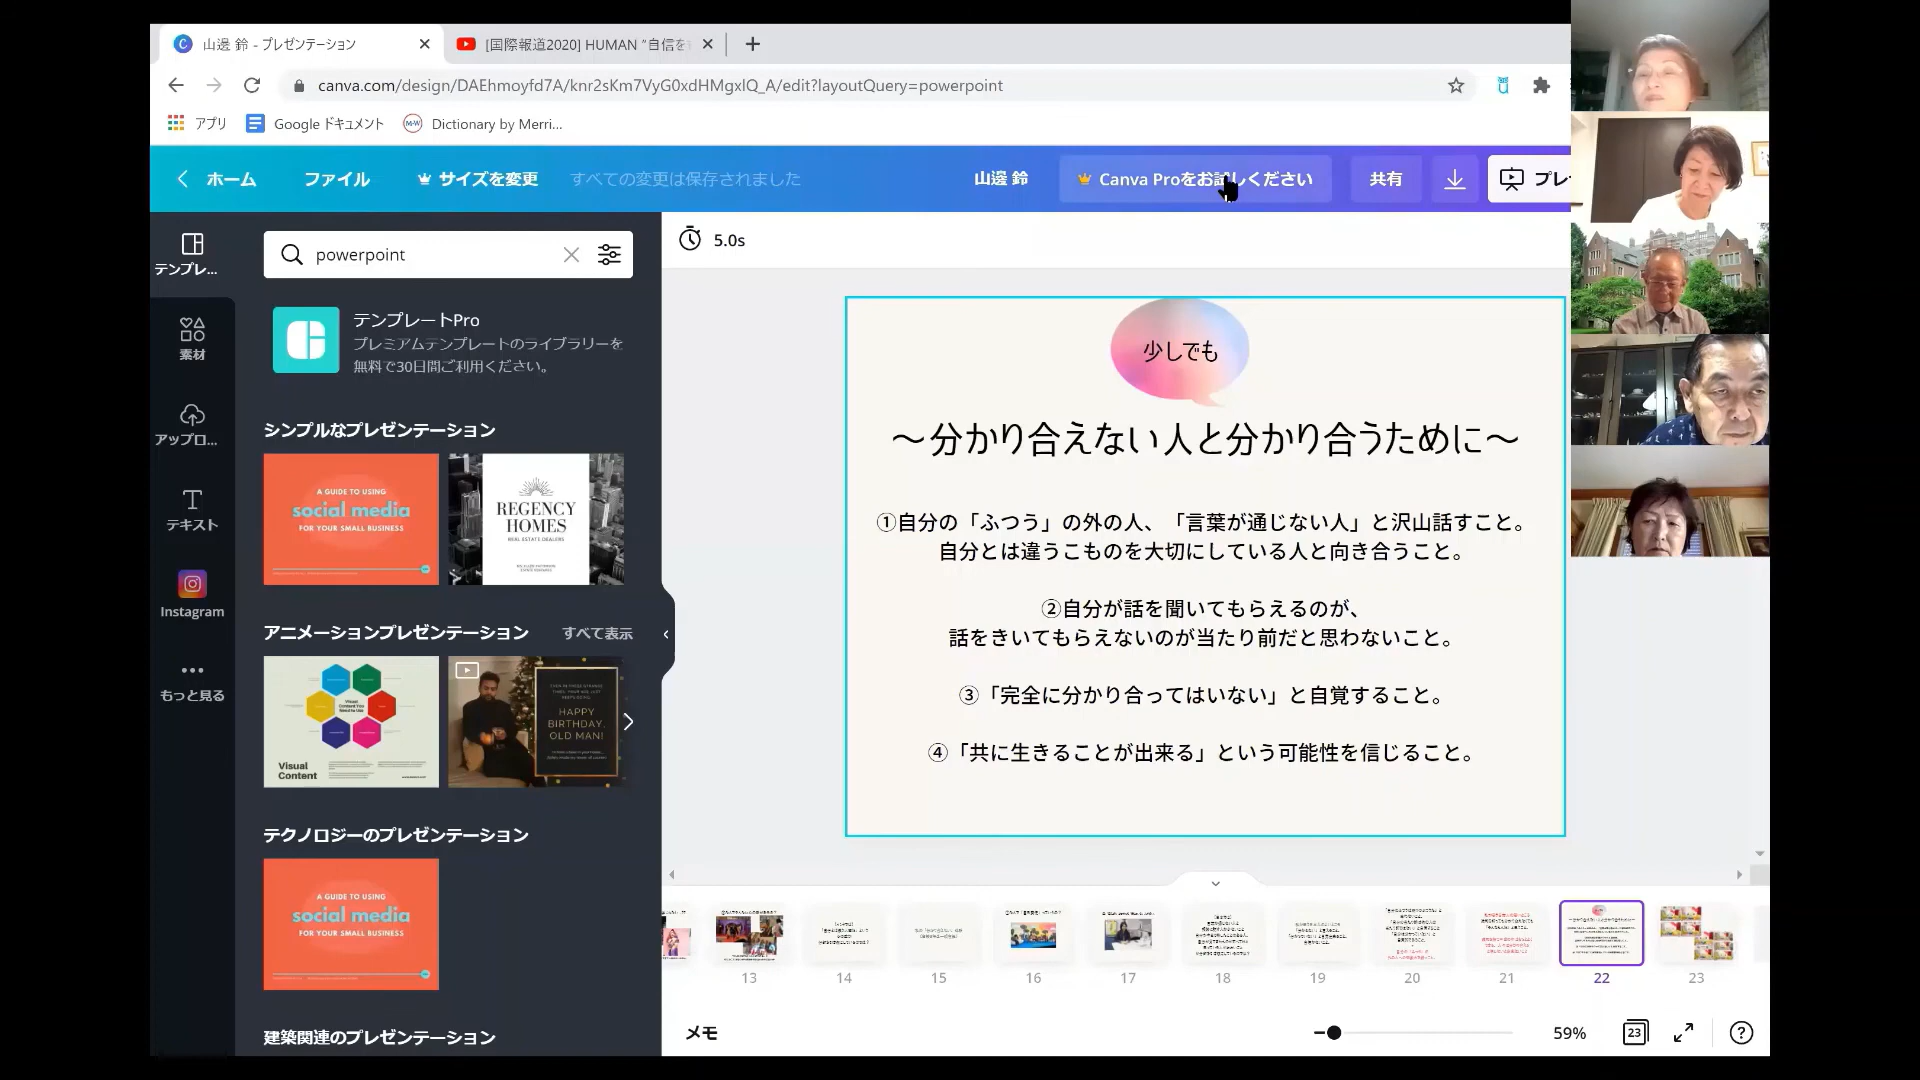 山邊 鈴 - プレゼンテーション
[国際報道2020] HUMAN "自信を
canva.com/design/DAEhmoyfd7A/knr2sKm7VyG0xdHMgxlQ_A/edit?layoutQuery=powerpoint
アプリ
Google ドキュメント
Dictionary by Merri...
ホーム
ファイル
サイズを変更
すべての変更は保存されました
山邊 鈴
Canva Proをお試しください
共有
プレ
テンプレ...
素材
アップロ...
テキスト
Instagram
もっと見る
powerpoint
テンプレートPro
プレミアムテンプレートのライブラリーを
無料で30日間ご利用ください。
シンプルなプレゼンテーション
A GUIDE TO USING
social media
FOR YOUR SMALL BUSINESS
REGENCY
HOMES
REAL ESTATE DEALERS
アニメーションプレゼンテーション
すべて表示
Visual
Content
HAPPY
BIRTHDAY,
OLD MAN!
テクノロジーのプレゼンテーション
A GUIDE TO USING
social media
FOR YOUR SMALL BUSINESS
建築関連のプレゼンテーション
5.0s
少しでも
～分かり合えない人と分かり合うために～
①自分の「ふつう」の外の人、「言葉が通じない人」と沢山話すこと。
自分とは違うこものを大切にしている人と向き合うこと。
②自分が話を聞いてもらえるのが、
話をきいてもらえないのが当たり前だと思わないこと。
③「完全に分かり合ってはいない」と自覚すること。
④「共に生きることが出来る」という可能性を信じること。
13
14
15
16
17
18
19
20
21
22
23
メモ
59%
23